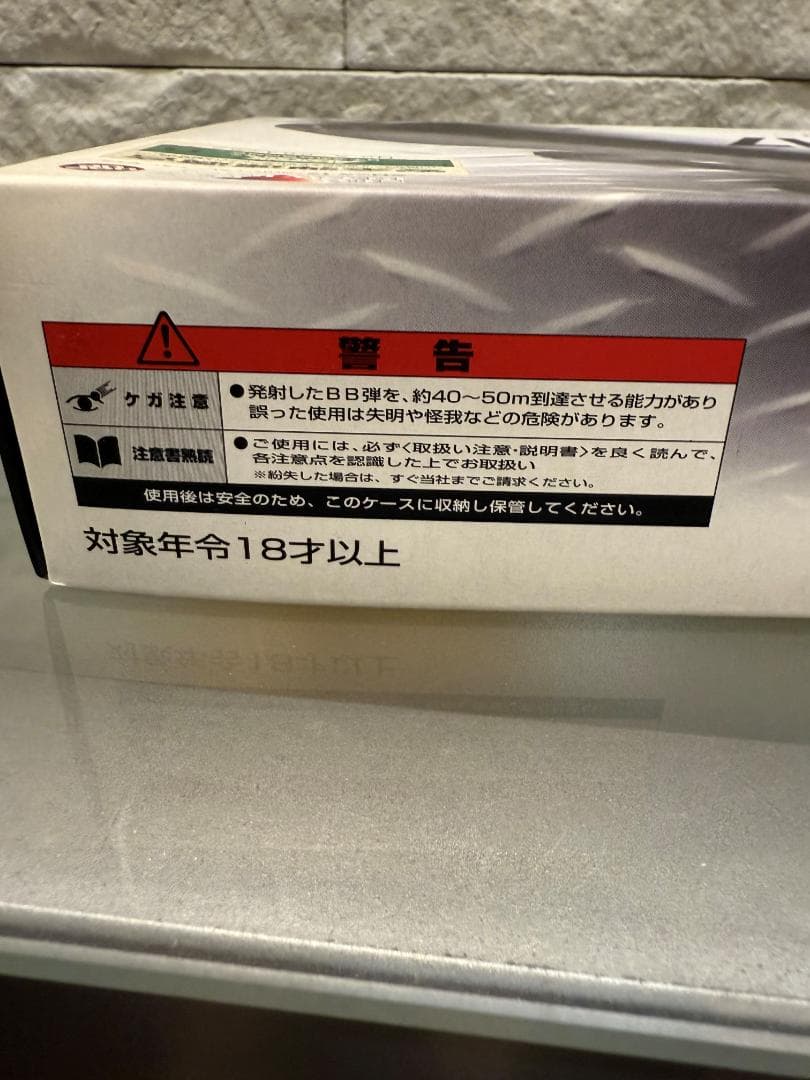 警告
ケガ注意
●発射したBB弾を、約40〜50m到達させる能力があり
誤った使用は失明や怪我などの危険があります。
注意書熟読
●ご使用には、必ず〈取扱い注意・説明書〉を良く読んで、
各注意点を認識した上でお取扱い
※紛失した場合は、すぐ当社までご請求ください。
使用後は安全のため、このケースに収納し保管してください。
対象年令18才以上